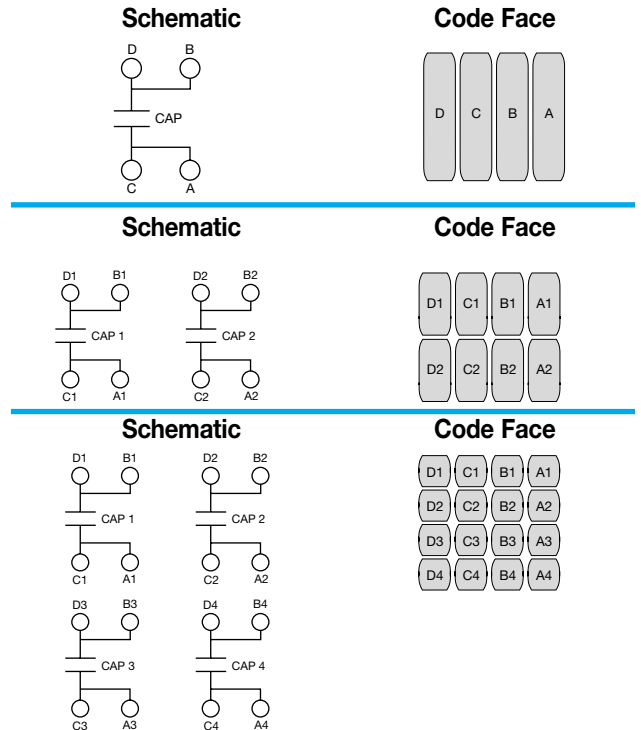 Schematic Code Face
D B
CAP
C A
D C B A
Schematic Code Face
D1 B1 D2 B2
CAP 1 CAP 2
C1 A1 C2 A2
D1 C1 B1 A1
D2 C2 B2 A2
Schematic Code Face
D1 B1 D2 B2
CAP 1 CAP 2
C1 A1 C2 A2
D3 B3 D4 B4
CAP 3 CAP 4
C3 A3 C4 A4
D1 C1 B1 A1
D2 C2 B2 A2
D3 C3 B3 A3
D4 C4 B4 A4